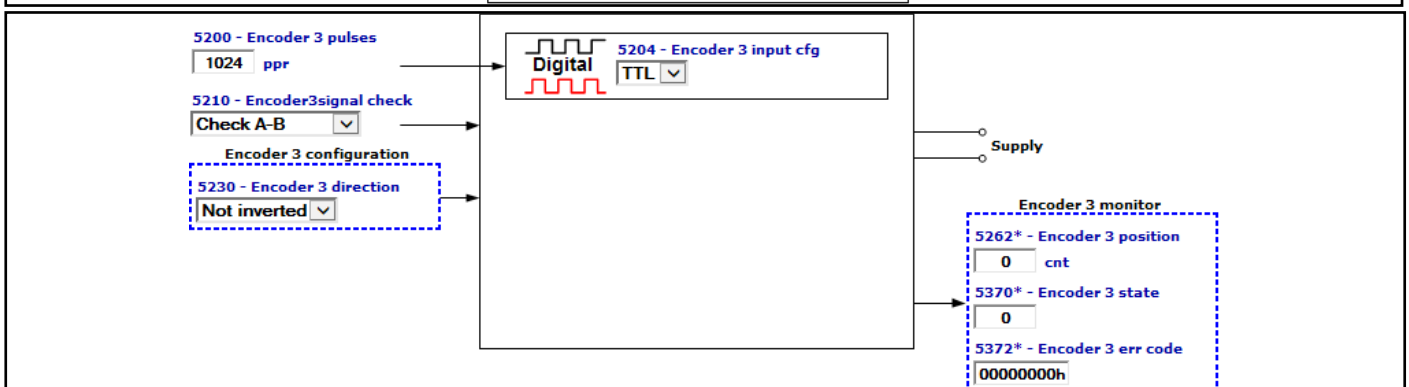 5200 - Encoder 3 pulses
1024 ppr
5204 - Encoder 3 input cfg
Digital
TTL
5210 - Encoder3signal check
Check A-B
Encoder 3 configuration
5230 - Encoder 3 direction
Not inverted
Supply
Encoder 3 monitor
5262* - Encoder 3 position
0 cnt
5370* - Encoder 3 state
0
5372* - Encoder 3 err code
00000000h